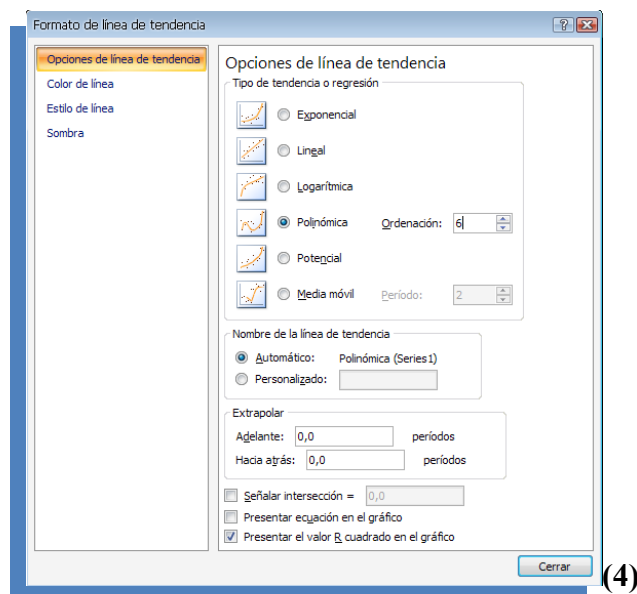 Formato de línea de tendencia
Opciones de línea de tendencia
Color de línea
Estilo de línea
Sombra
Opciones de línea de tendencia
Tipo de tendencia o regresión
Exponencial
Lineal
Logarítmica
Polinómica Ordenación: 6
Potencial
Media móvil Período: 2
Nombre de la línea de tendencia
Automático: Polinómica (Series1)
Personalizado:
Extrapolar
Adelante: 0,0 períodos
Hacia atrás: 0,0 períodos
Señalar intersección = 0,0
Presentar ecuación en el gráfico
Presentar el valor R cuadrado en el gráfico
Cerrar
(4)